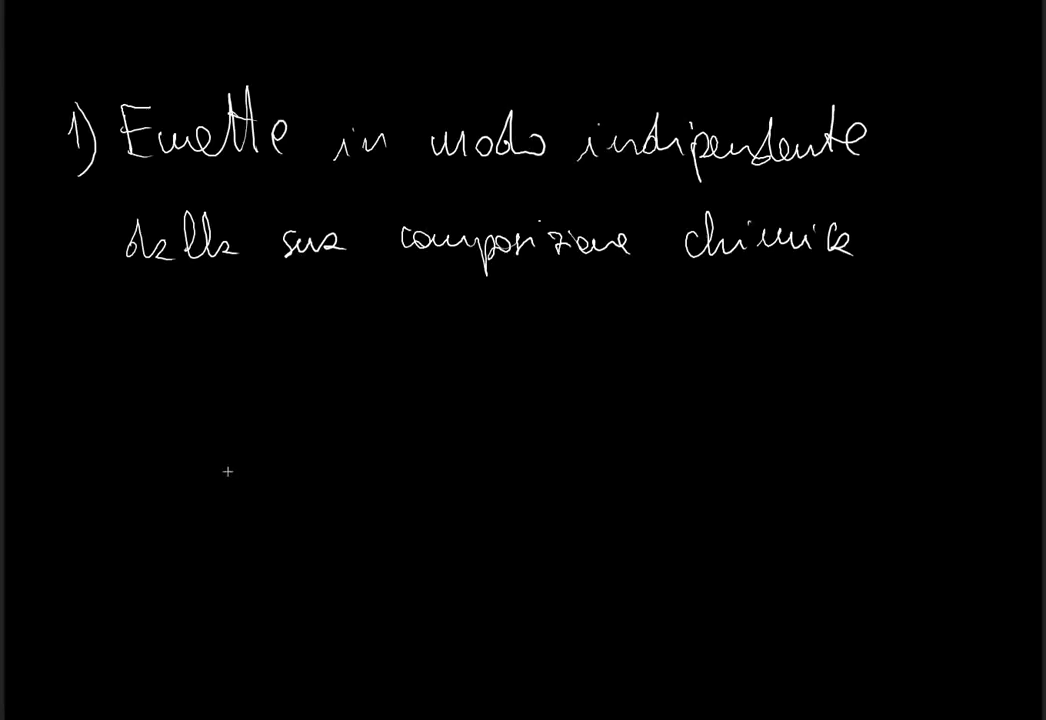 1) Emette in modo indipendente
dalla sua composizione chimica